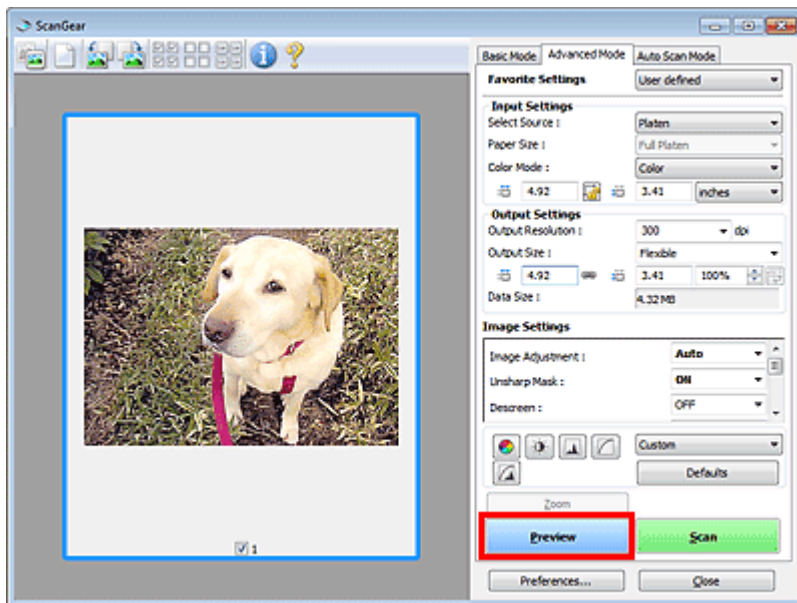 ScanGear
Basic Mode Advanced Mode Auto Scan Mode
Favorite Settings User defined
Input Settings
Select Source : Platen
Paper Size : Full Platen
Color Mode : Color
4.92 3.41 inches
Output Settings
Output Resolution : 300 dpi
Output Size : Flexible
4.92 3.41 100%
Data Size : 4.32 MB
Image Settings
Image Adjustment : Auto
Unsharp Mask : ON
Descreen : OFF
Custom
Defaults
Zoom
Preview Scan
1
Preferences... Close